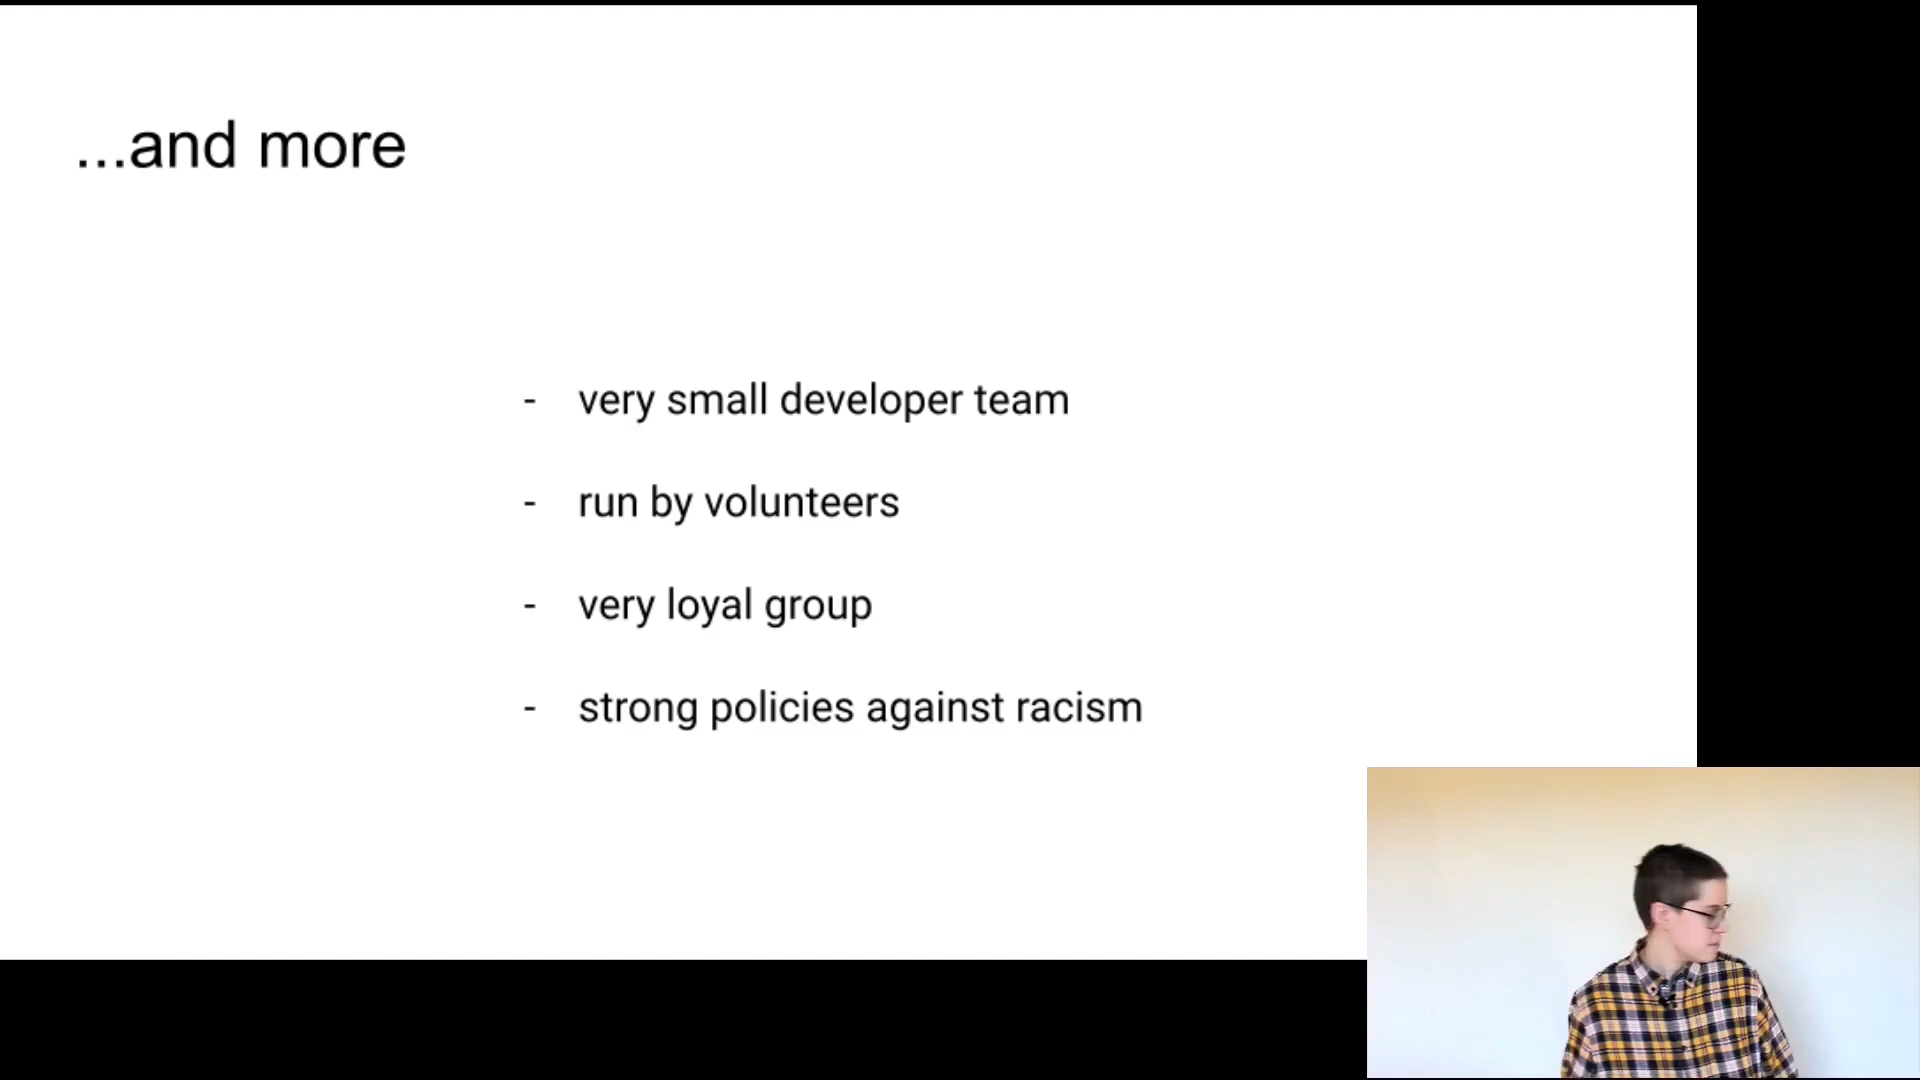 ...and more
- very small developer team
- run by volunteers
- very loyal group
- strong policies against racism